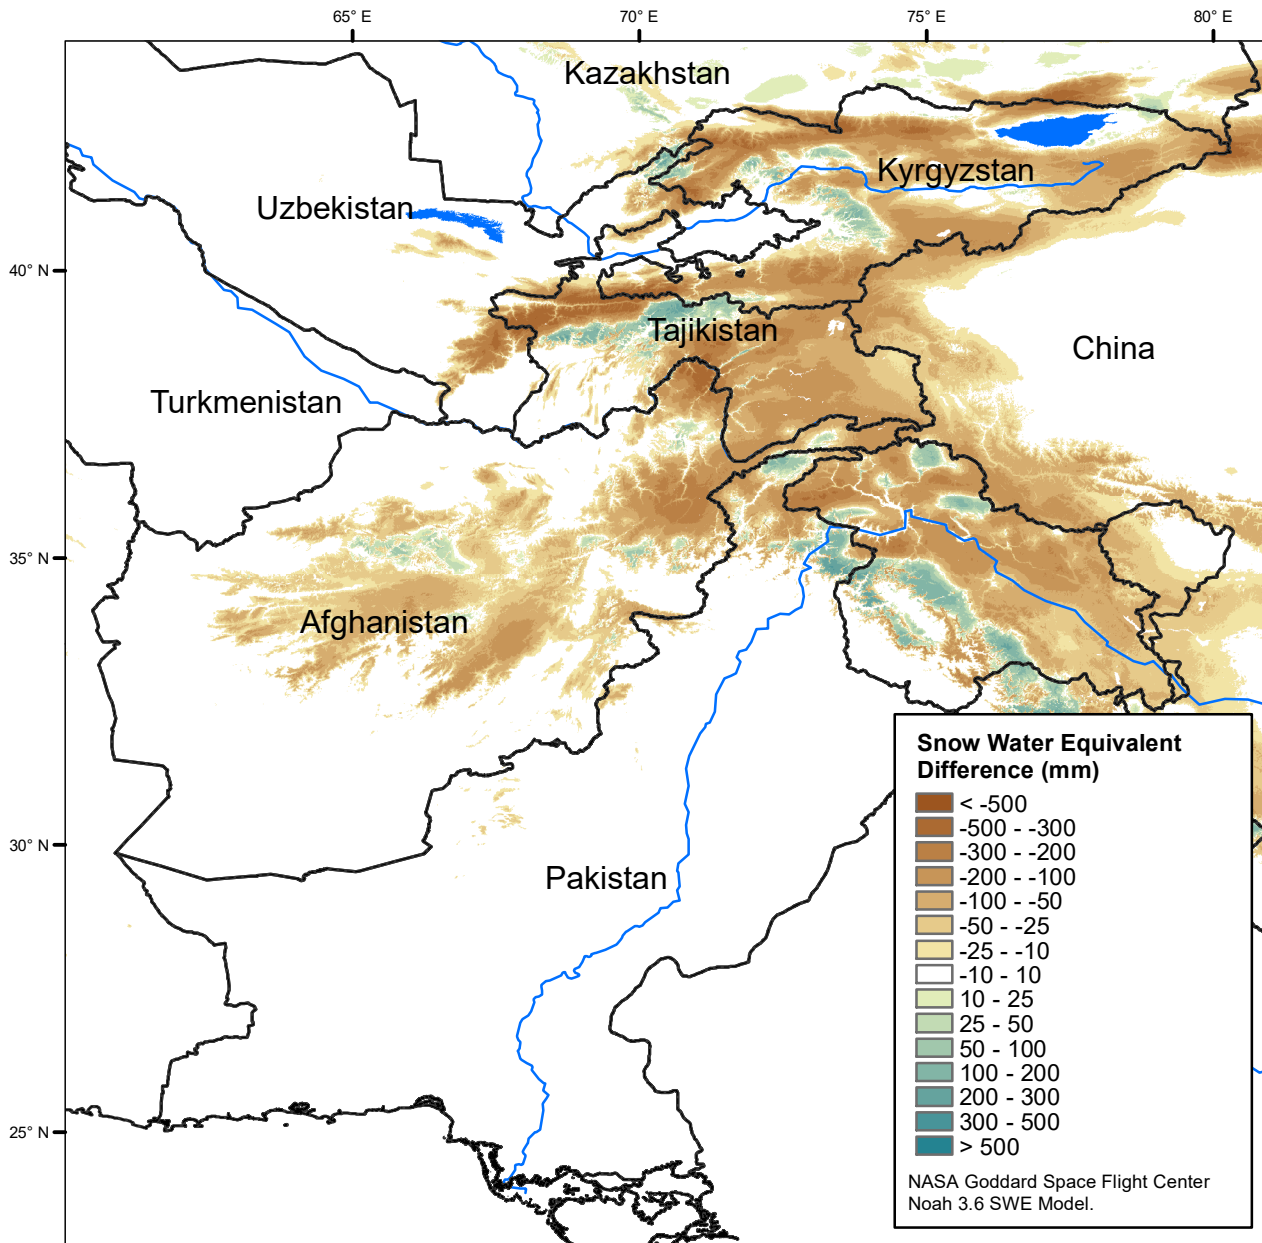 65° E
70° E
75° E
80° E
Kazakhstan
Kyrgyzstan
Uzbekistan
40° N
Tajikistan
China
Turkmenistan
35° N
Afghanistan
30° N
Pakistan
25° N
Snow Water Equivalent
Difference (mm)
< -500
-500 - -300
-300 - -200
-200 - -100
-100 - -50
-50 - -25
-25 - -10
-10 - 10
10 - 25
25 - 50
50 - 100
100 - 200
200 - 300
300 - 500
> 500
NASA Goddard Space Flight Center
Noah 3.6 SWE Model.